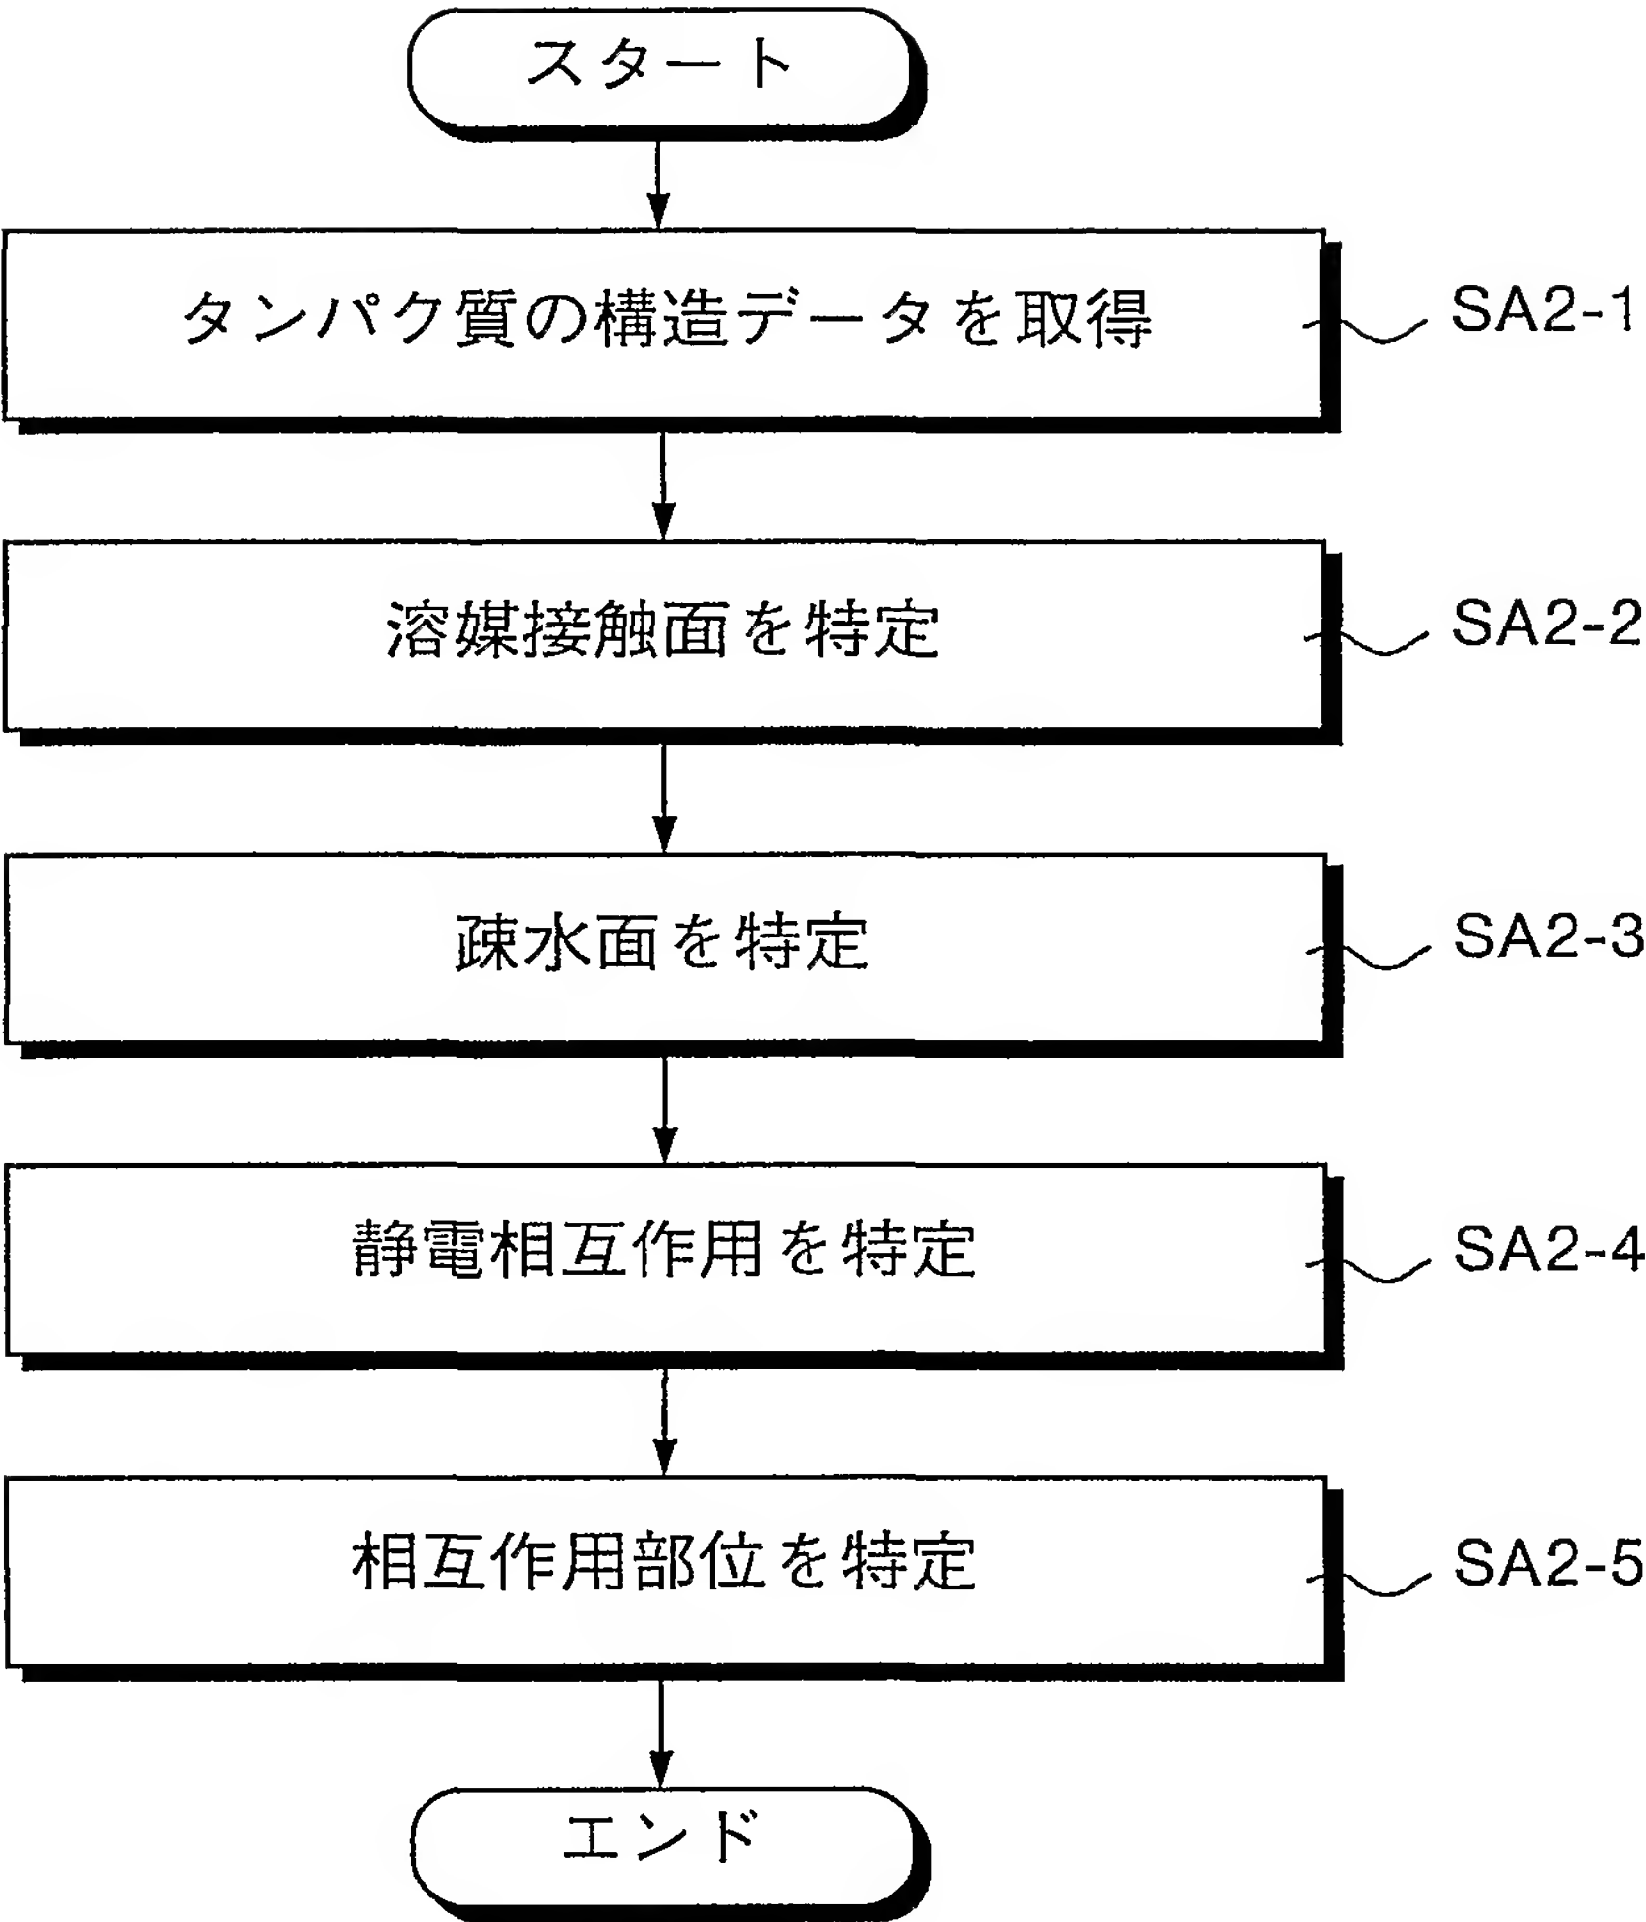 スタート
タンパク質の構造データを取得
SA2-1
溶媒接触面を特定
SA2-2
疎水面を特定
SA2-3
静電相互作用を特定
SA2-4
相互作用部位を特定
SA2-5
エンド